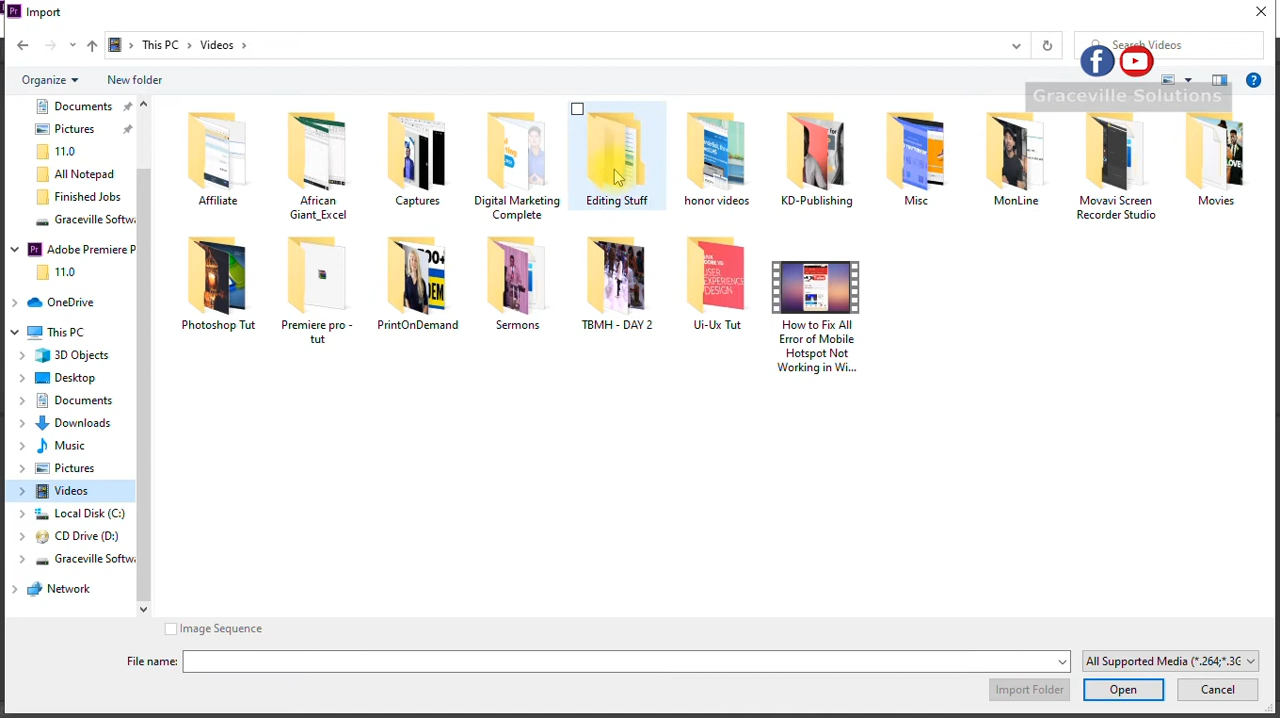 Import
This PC
Videos
Search Videos
Organize
New folder
Graceville Solutions
Documents
Pictures
11.0
All Notepad
Finished Jobs
Graceville Softwa
Adobe Premiere P
11.0
OneDrive
This PC
3D Objects
Desktop
Documents
Downloads
Music
Pictures
Videos
Local Disk (C:)
CD Drive (D:)
Graceville Softwa
Network
Affiliate
African
Giant_Excel
Captures
Digital Marketing
Complete
Editing Stuff
honor videos
KD-Publishing
Misc
MonLine
Movavi Screen
Recorder Studio
Movies
Photoshop Tut
Premiere pro -
tut
PrintOnDemand
Sermons
TBMH - DAY 2
Ui-Ux Tut
How to Fix All
Error of Mobile
Hotspot Not
Working in Wi...
Image Sequence
File name:
All Supported Media (*.264;*.3G
Import Folder
Open
Cancel